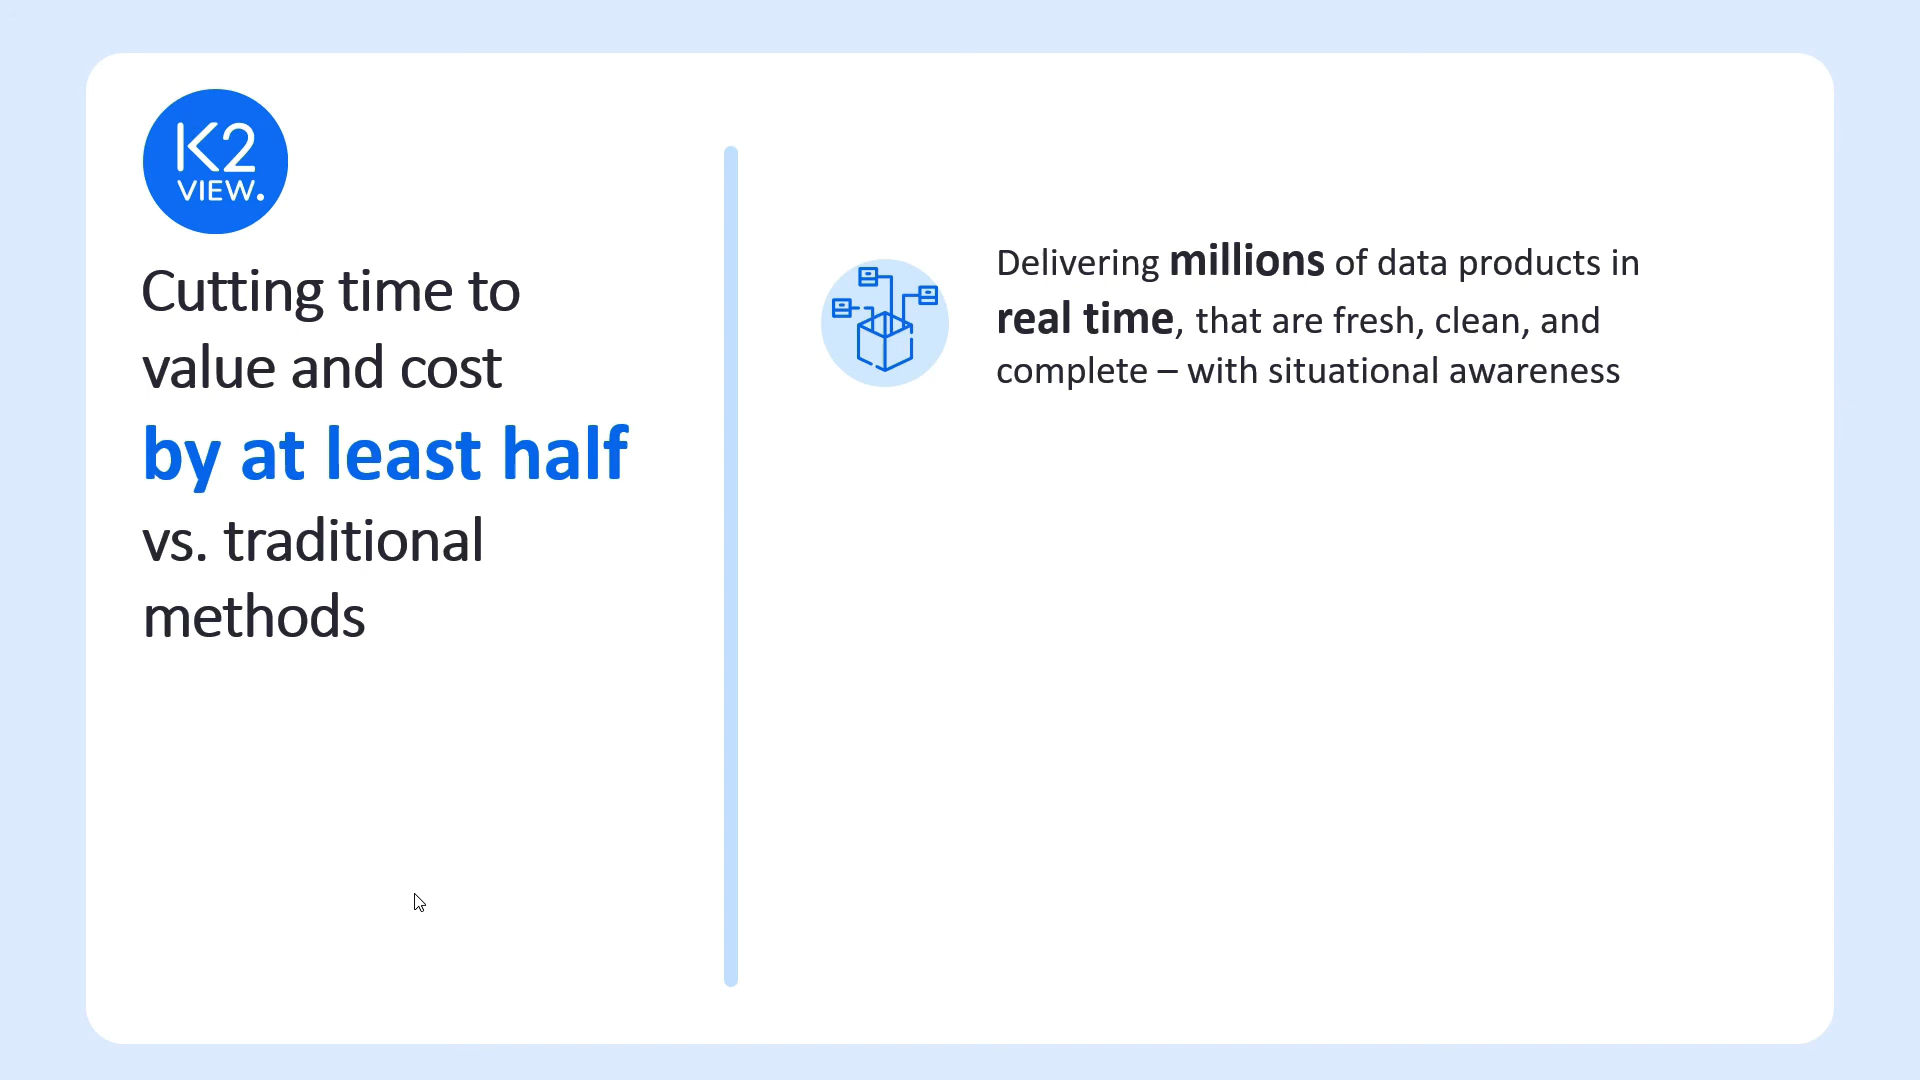 K2
VIEW.
Cutting time to
value and cost
by at least half
vs. traditional
methods
Delivering millions of data products in
real time, that are fresh, clean, and
complete – with situational awareness